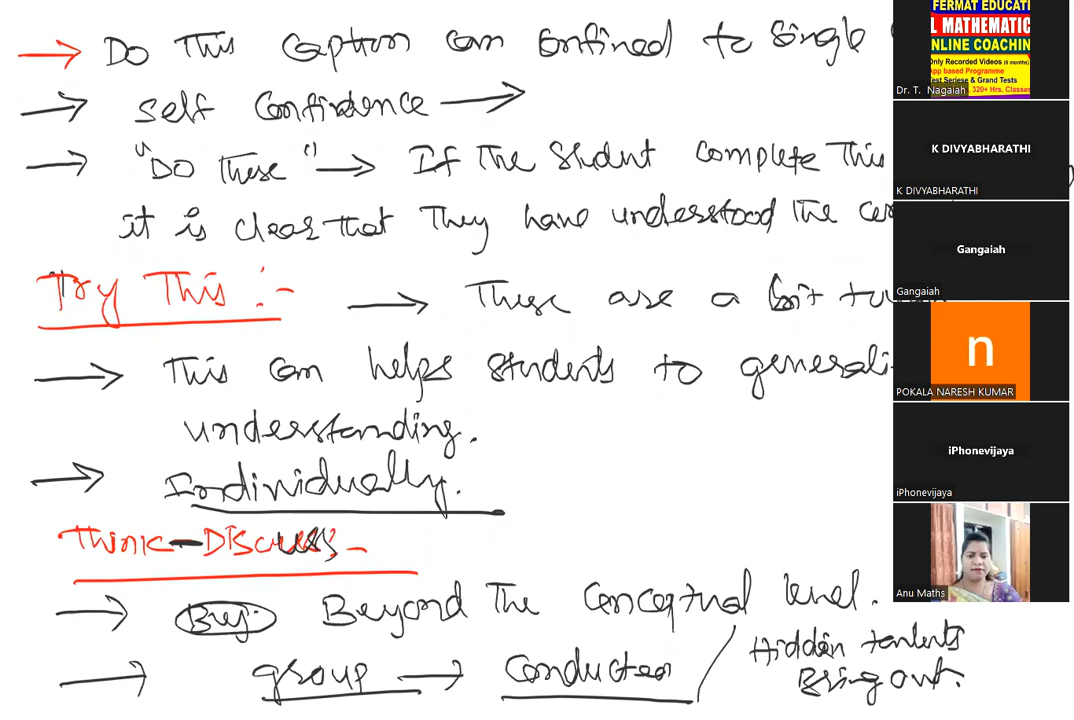 → Do This Caption can Confined to Single
→ Self Confidence →
→ "Do These" → If The Student complete This
it is clear that They have understood The
Try This :-
→ These are a bit
→ This can helps students to generali
understanding.
→ Individually.
Think-Discuss-
→ Beyond The Conceptual level.
→ group → Conducted / Hidden
Bring out.
FERMAT EDUCATI
L MATHEMATIC
NLINE COACHIN
Only Recorded Videos (6 months)
App based Programme
Test Seriese & Grand Tests
320+ Hrs. Classes
Dr. T. Nagaiah
K DIVYABHARATHI
K DIVYABHARATHI
Gangaiah
Gangaiah
n
POKALA NARESH KUMAR
iPhonevijaya
iPhonevijaya
Anu Maths